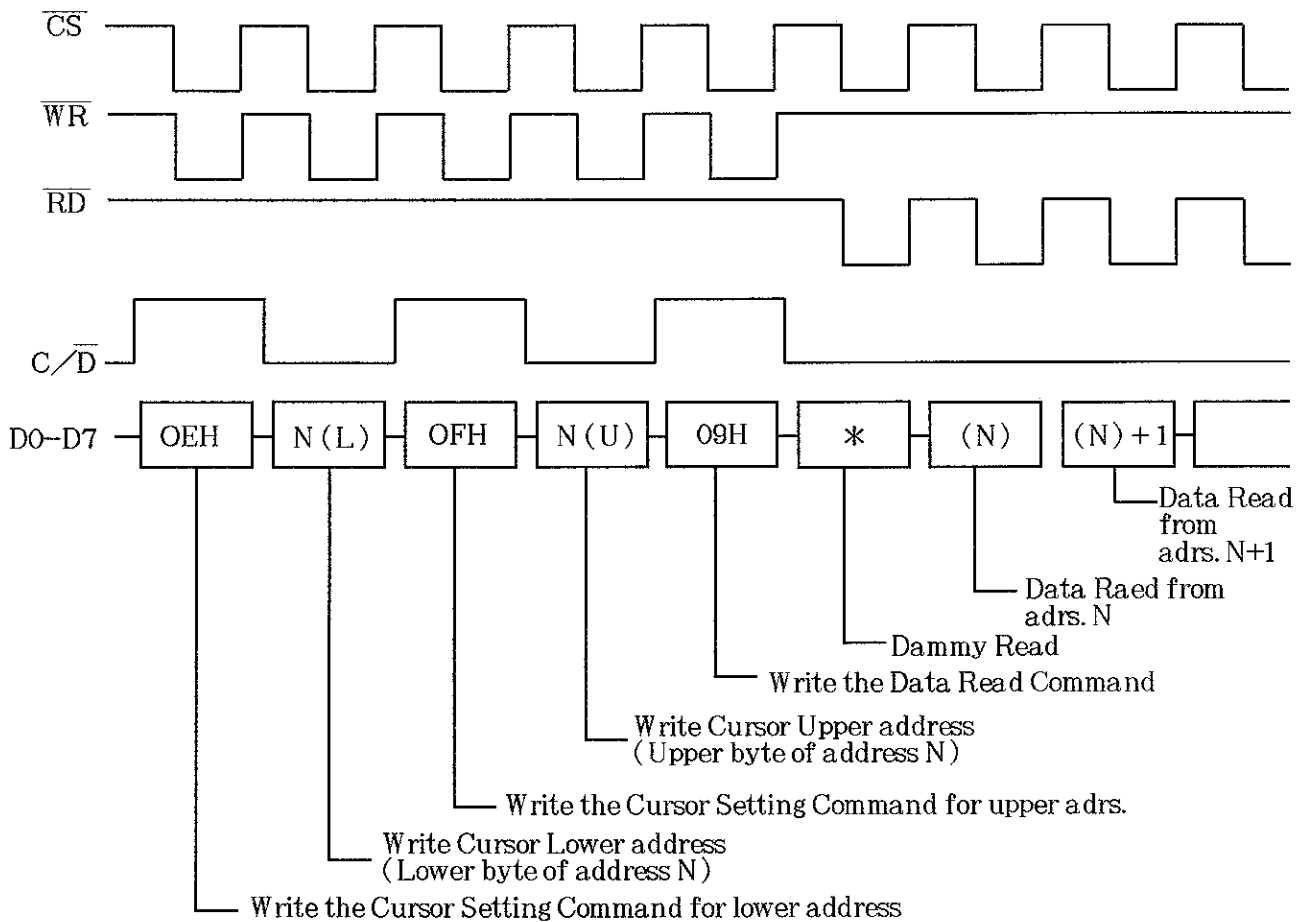 CS
WR
RD
C/D
D0-D7 OEH N(L) OFH N(U) 09H * (N) (N)+1
Data Read
from
adrs. N+1
Data Raed from
adrs. N
Dammy Read
Write the Data Read Command
Write Cursor Upper address
(Upper byte of address N)
Write the Cursor Setting Command for upper adrs.
Write Cursor Lower address
(Lower byte of address N)
Write the Cursor Setting Command for lower address